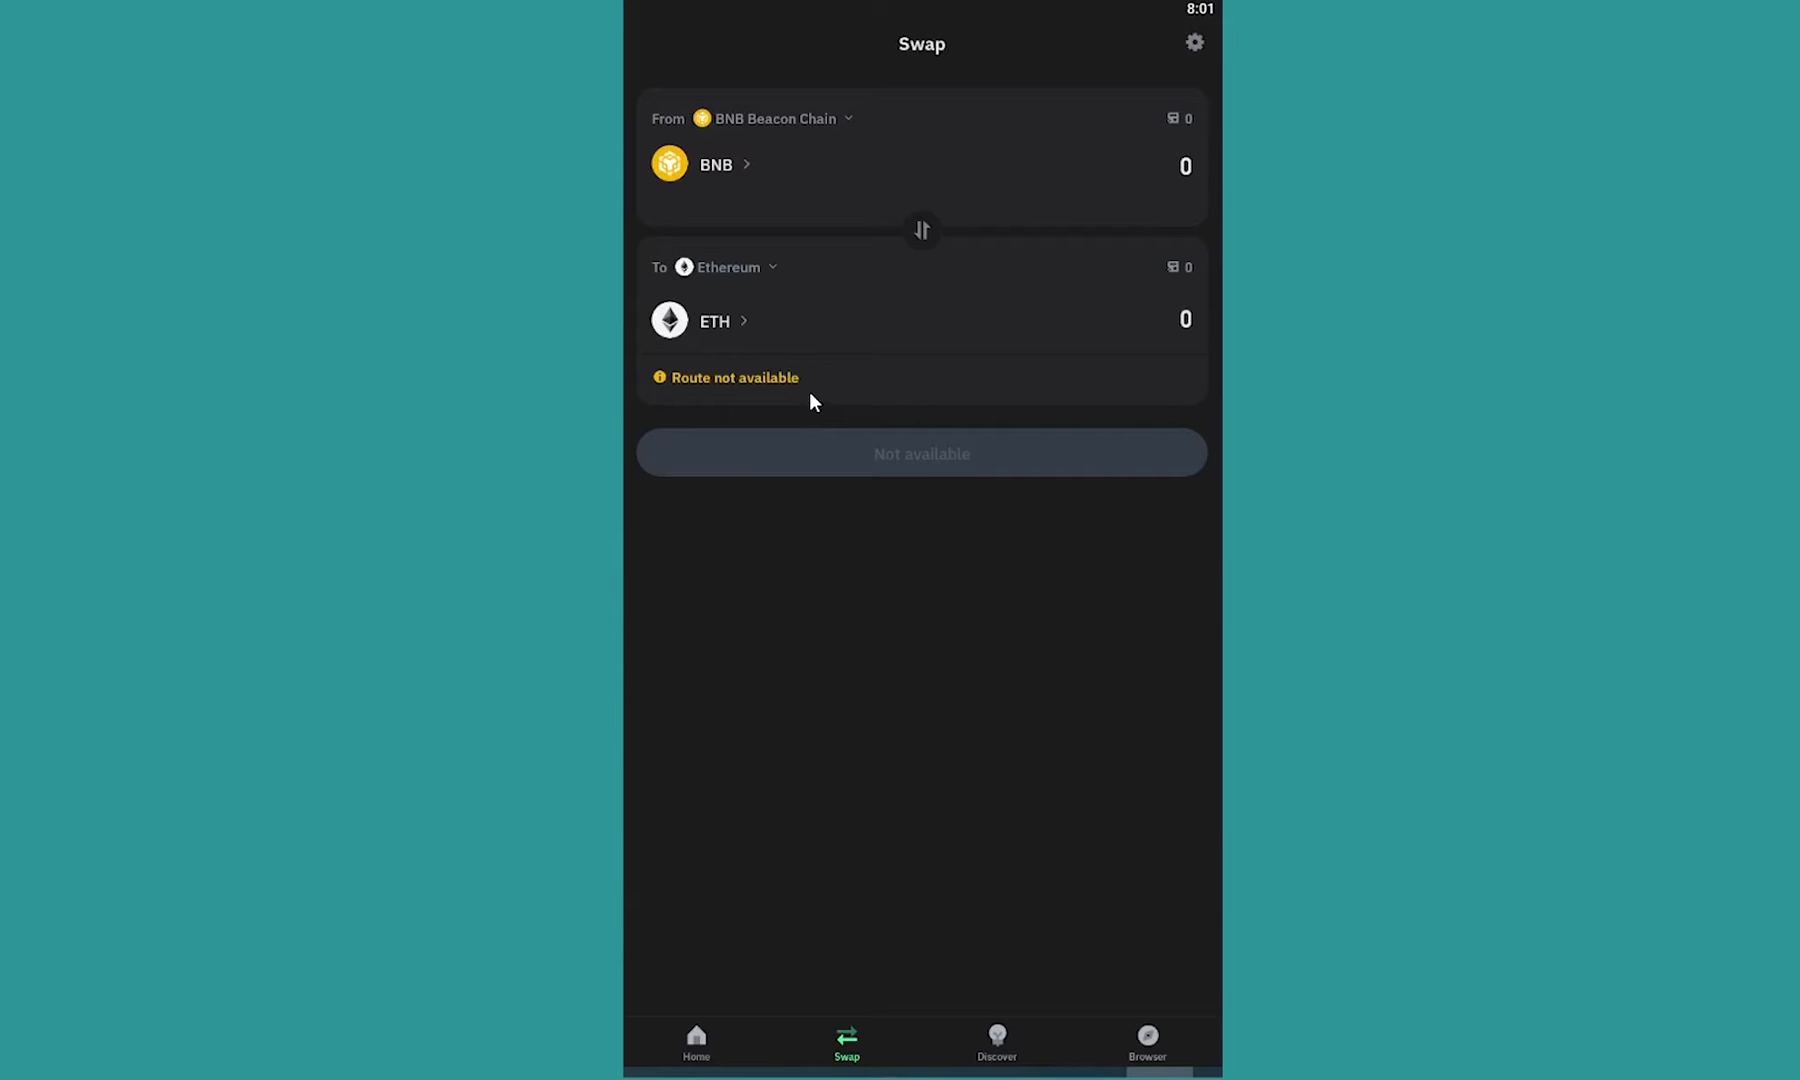 8:01
Swap
From BNB Beacon Chain 0
BNB 0
To Ethereum 0
ETH 0
Route not available
Not available
Home Swap Discover Browser